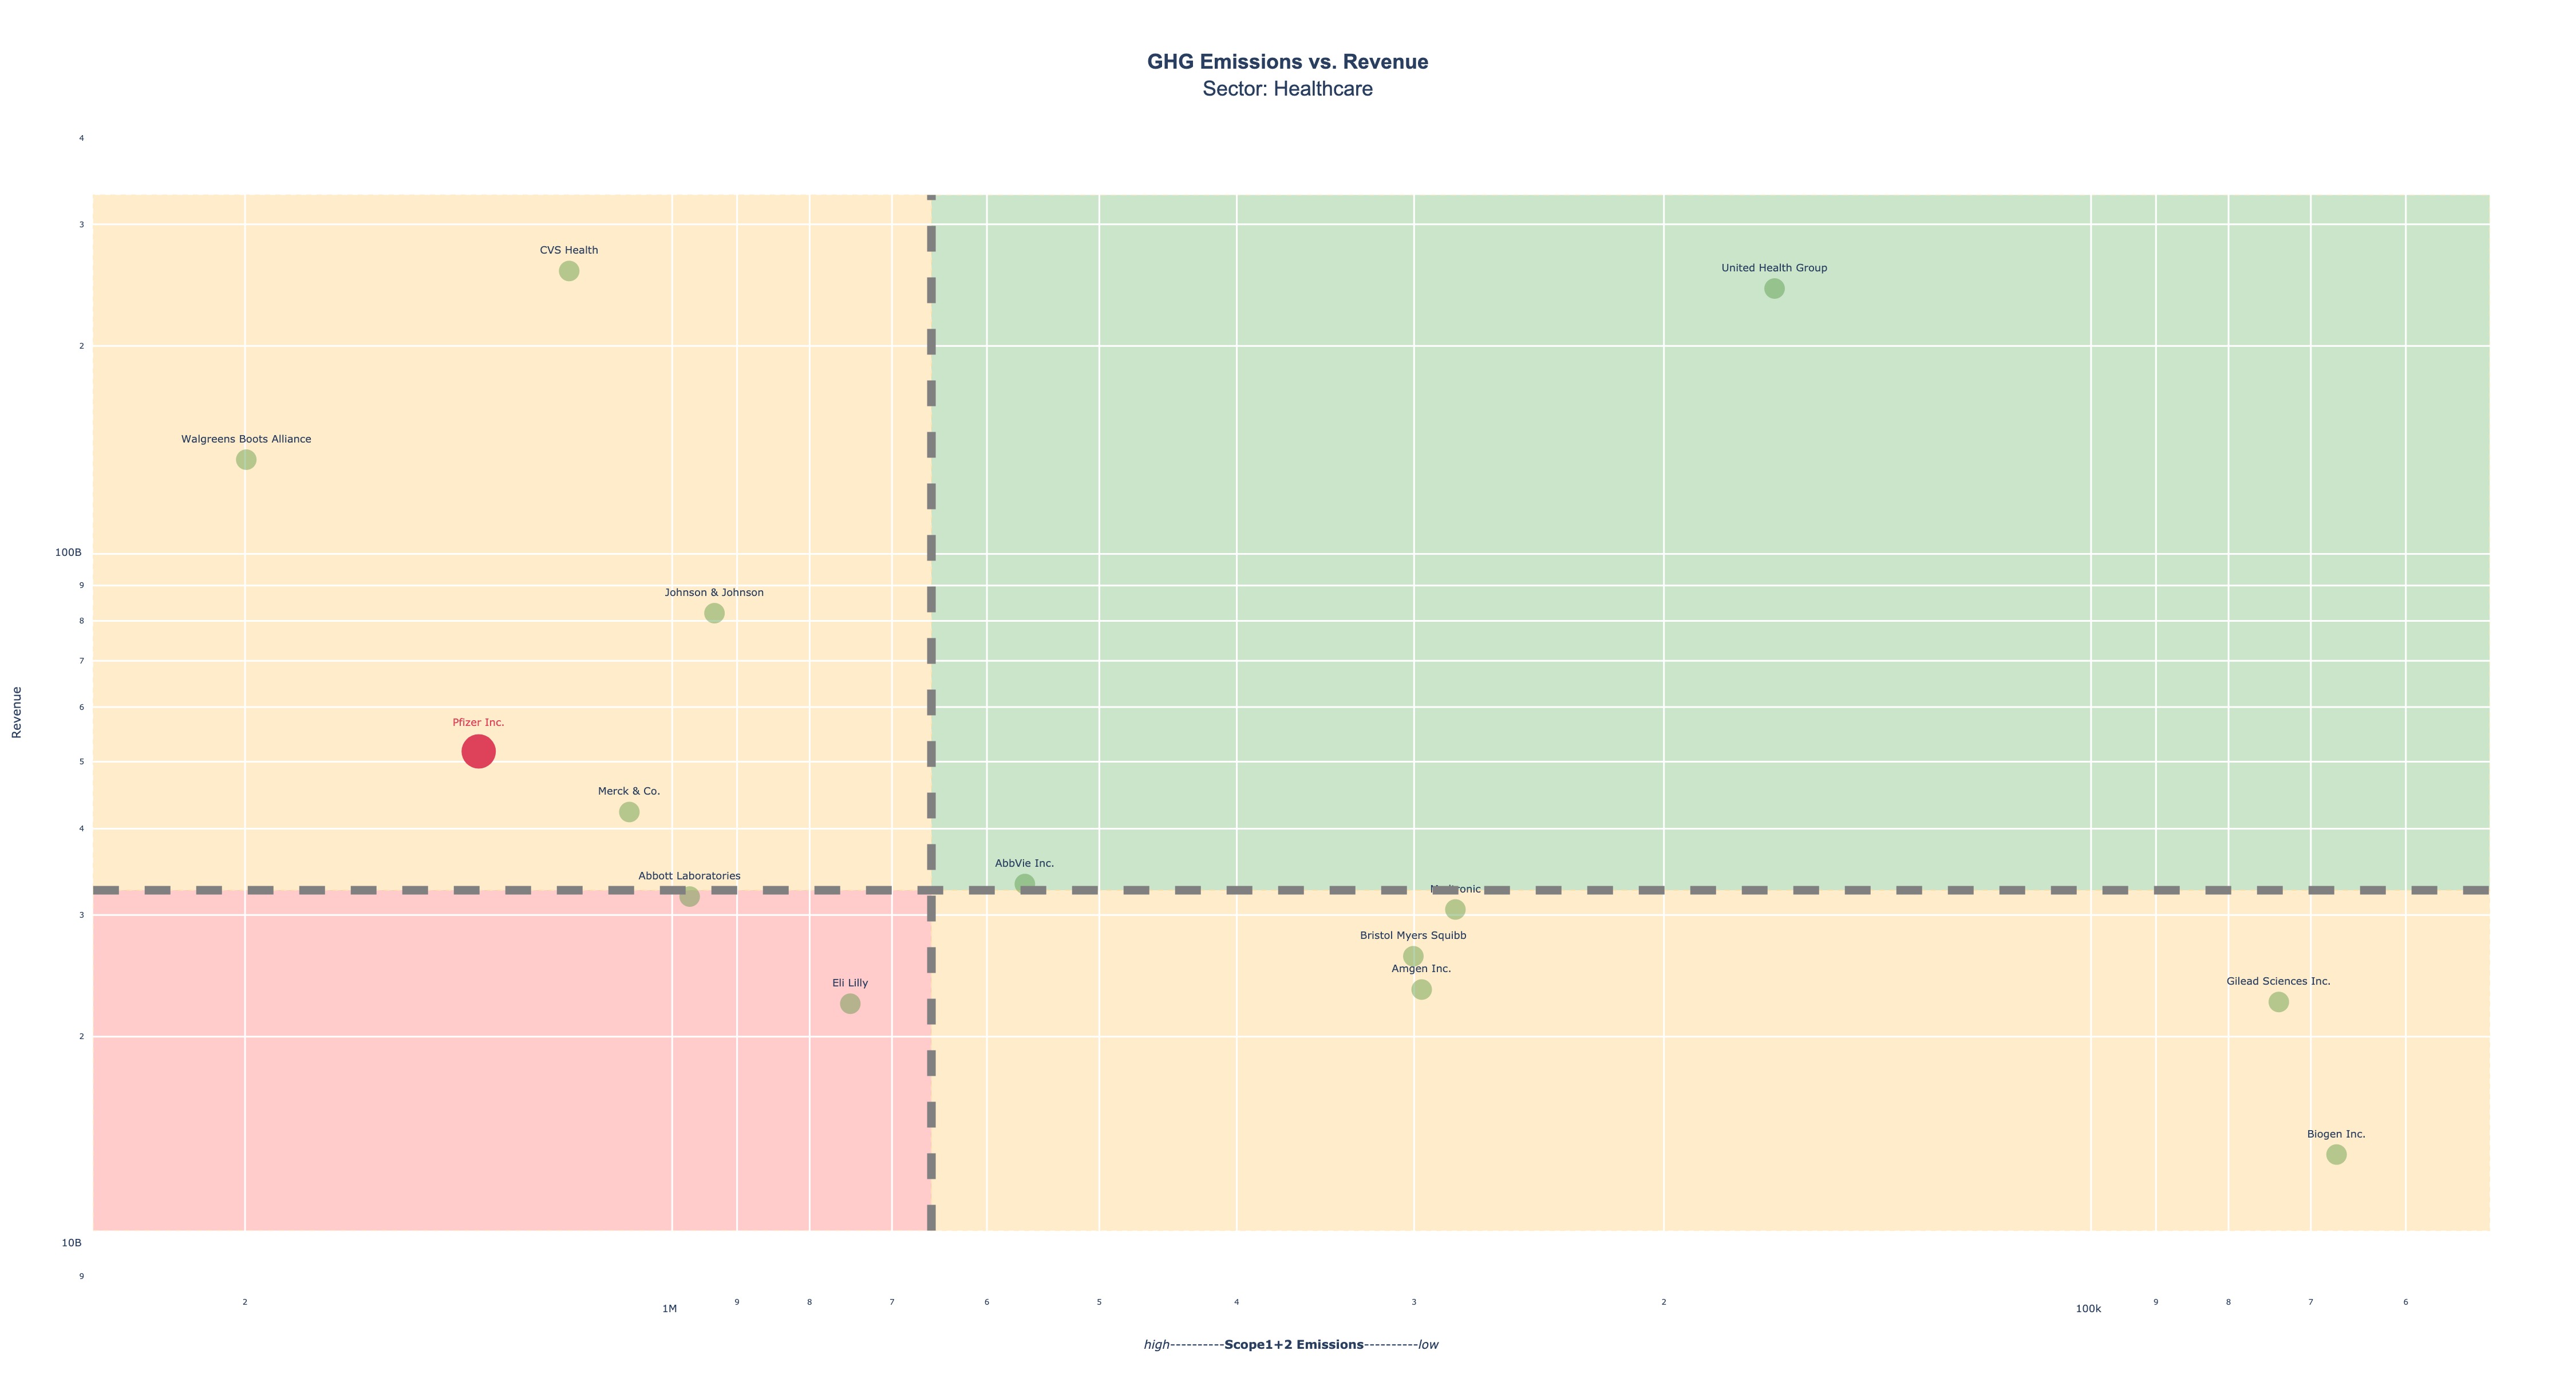 GHG Emissions vs. Revenue
Sector: Healthcare
4
3
CVS Health
United Health Group
2
Walgreens Boots Alliance
100B
9
Johnson & Johnson
8
7
Revenue
6
Pfizer Inc.
5
Merck & Co.
4
AbbVie Inc.
Abbott Laboratories
3
Bristol Myers Squibb
Amgen Inc.
Gilead Sciences Inc.
Eli Lilly
2
Biogen Inc.
10B
9
2 1M 9 8 7 6 5 4 3 2 100k 9 8 7 6
high----------Scope1+2 Emissions----------low